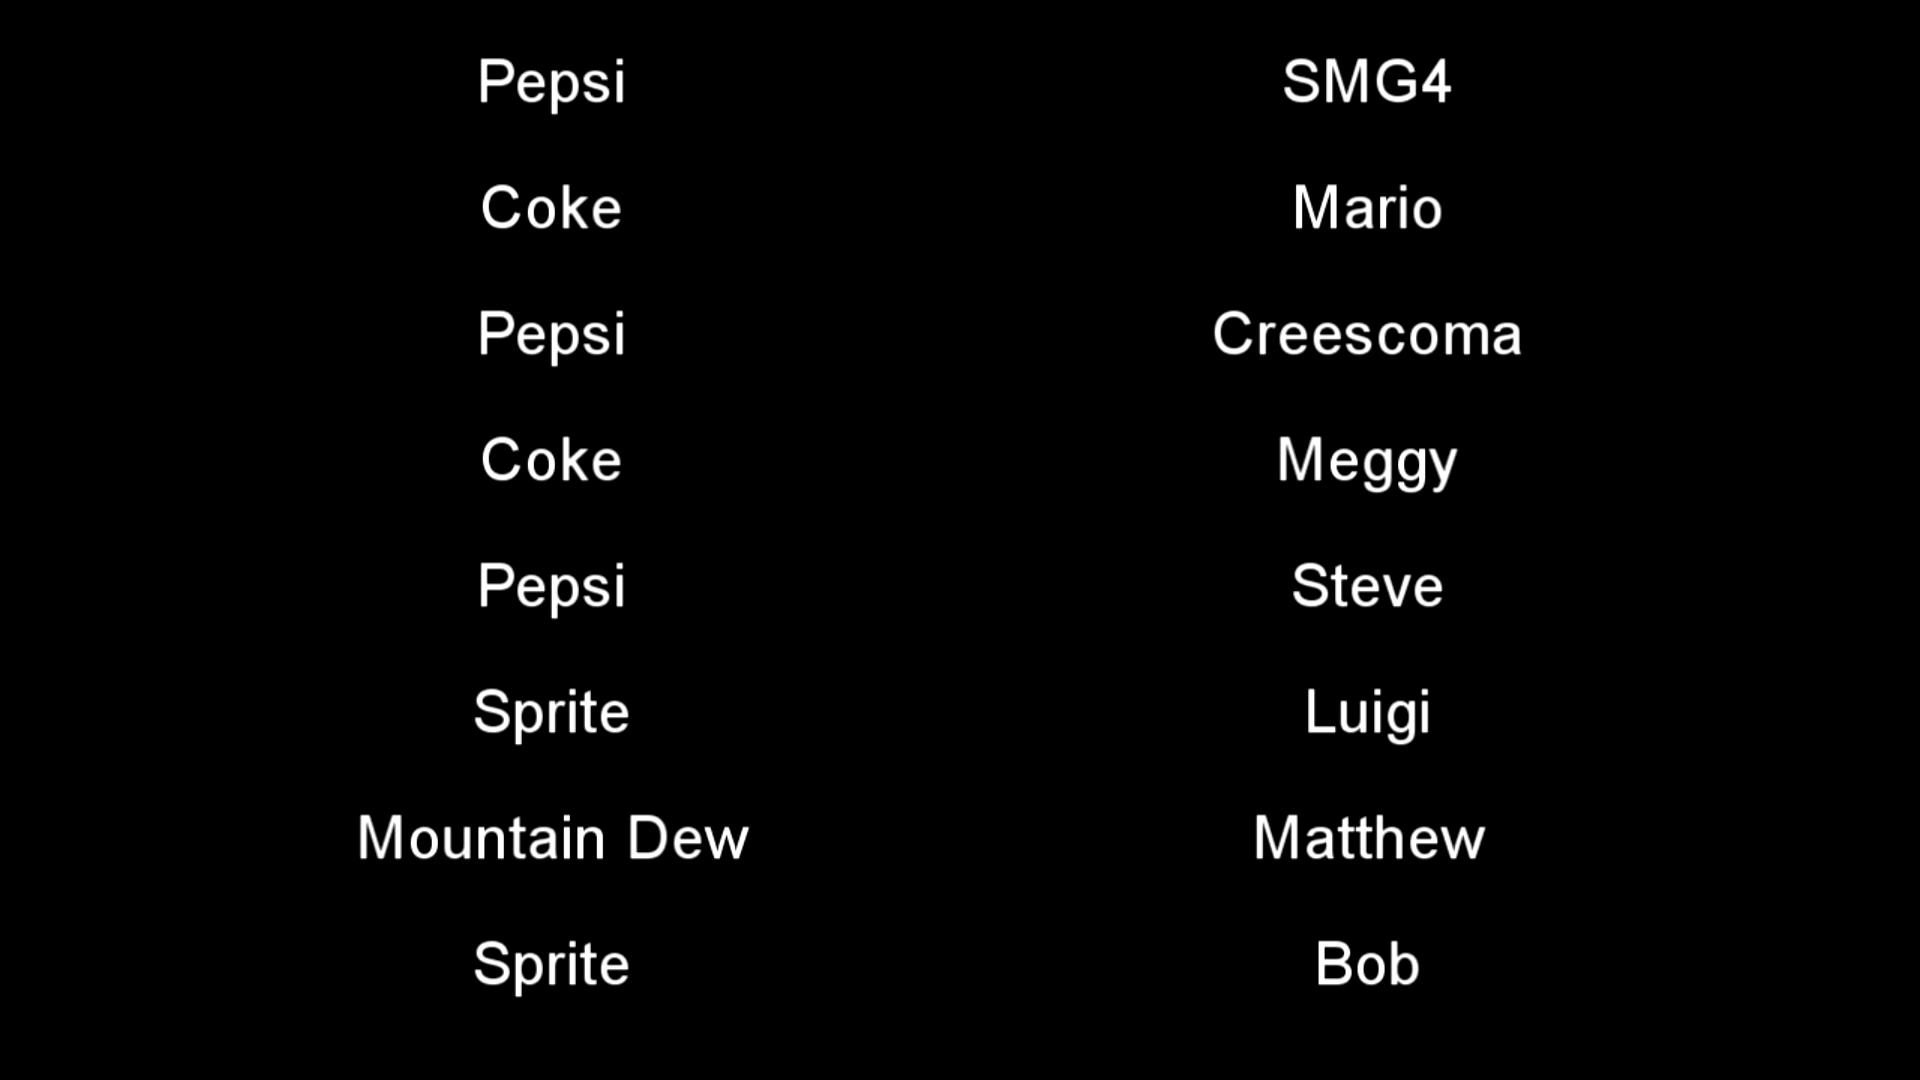 Pepsi SMG4
Coke Mario
Pepsi Creescoma
Coke Meggy
Pepsi Steve
Sprite Luigi
Mountain Dew Matthew
Sprite Bob